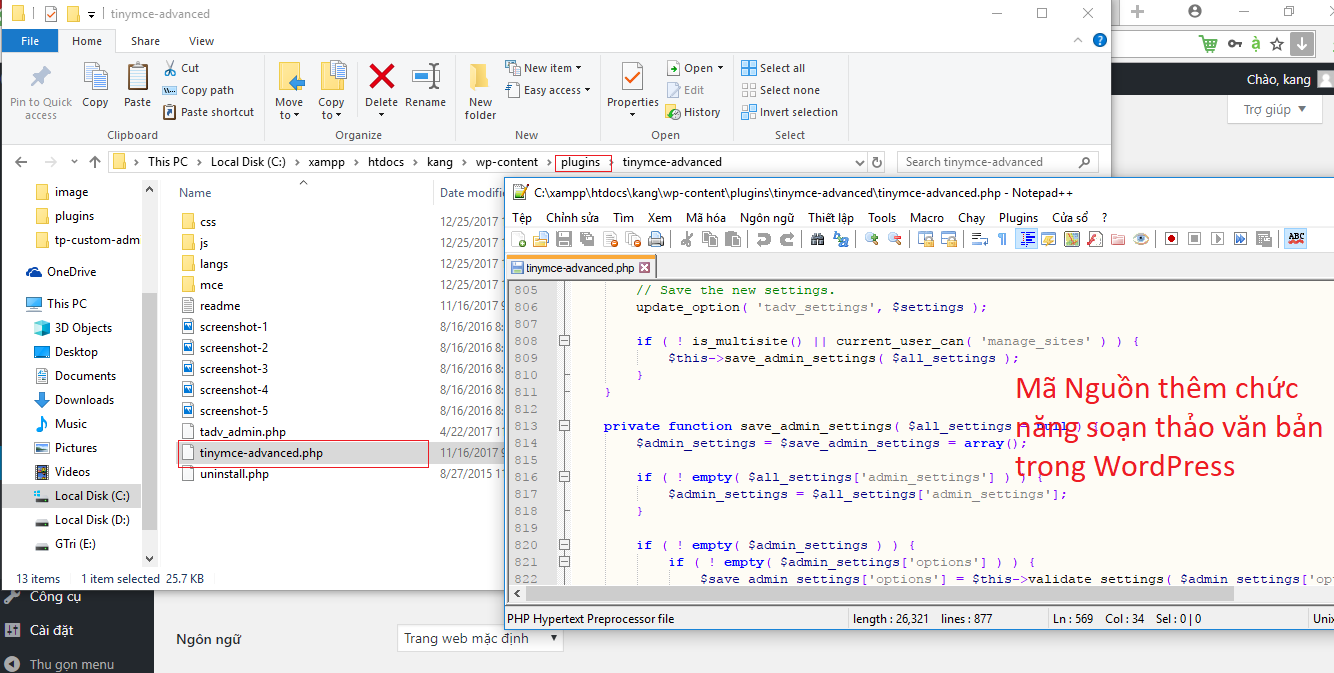 tinymce-advanced
File Home Share View
Pin to Quick access
Copy
Paste
Cut
Copy path
Paste shortcut
Clipboard
Move to
Copy to
Delete
Rename
Organize
New folder
New item
Easy access
New
Properties
Open
Edit
History
Open
Select all
Select none
Invert selection
Select
This PC > Local Disk (C:) > xampp > htdocs > kang > wp-content > plugins > tinymce-advanced
Search tinymce-advanced
Chào, kang
Trợ giúp
image
plugins
tp-custom-adm
OneDrive
This PC
3D Objects
Desktop
Documents
Downloads
Music
Pictures
Videos
Local Disk (C:)
Local Disk (D:)
GTri (E:)
Name Date modifi
css 12/25/2017
js 12/25/2017
langs 12/25/2017
mce 12/25/2017
readme 11/16/2017 9
screenshot-1 8/16/2016 8:
screenshot-2 8/16/2016 8:
screenshot-3 8/16/2016 8:
screenshot-4 8/16/2016 8:
screenshot-5 8/16/2016 8:
tadv_admin.php 4/22/2017 11
tinymce-advanced.php 11/16/2017 9
uninstall.php 8/27/2015 11
13 items 1 item selected 25.7 KB
C:\xampp\htdocs\kang\wp-content\plugins\tinymce-advanced\tinymce-advanced.php - Notepad++
Tệp Chỉnh sửa Tìm Xem Mã hóa Ngôn ngữ Thiết lập Tools Macro Chạy Plugins Cửa sổ ?
ABC
tinymce-advanced.php
805 // Save the new settings.
806 update_option( 'tadv_settings', $settings );
807
808 if ( ! is_multisite() || current_user_can( 'manage_sites' ) ) {
809 $this->save_admin_settings( $all_settings );
810 }
811 }
812
813 private function save_admin_settings( $all_settings = null ) {
814 $admin_settings = $save_admin_settings = array();
815
816 if ( ! empty( $all_settings['admin_settings'] ) ) {
817 $admin_settings = $all_settings['admin_settings'];
818 }
819
820 if ( ! empty( $admin_settings ) ) {
821 if ( ! empty( $admin_settings['options'] ) ) {
822 $save_admin_settings['options'] = $this->validate_settings( $admin_settings['op
Mã Nguồn thêm chức
năng soạn thảo văn bản
trong WordPress
PHP Hypertext Preprocessor file length : 26,321 lines : 877 Ln : 569 Col : 34 Sel : 0 | 0 Unix
Công cụ
Cài đặt
Thu gọn menu
Ngôn ngữ
Trang web mặc định